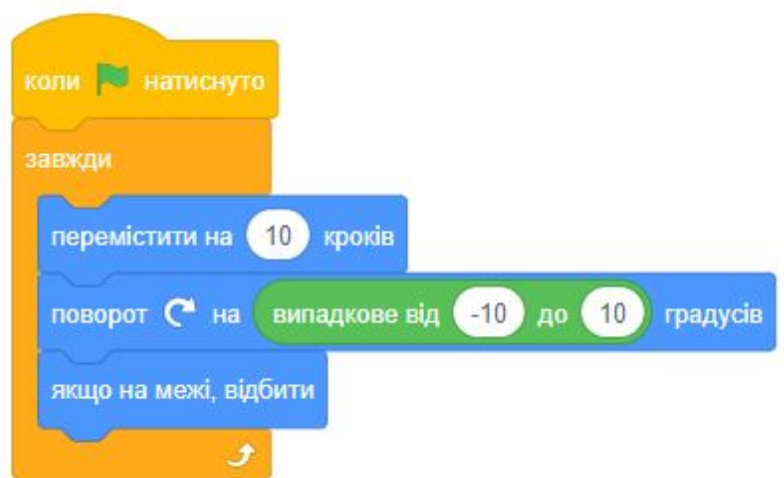 коли натиснуто
завжди
перемістити на 10 кроків
поворот на випадкове від -10 до 10 градусів
якщо на межі, відбити